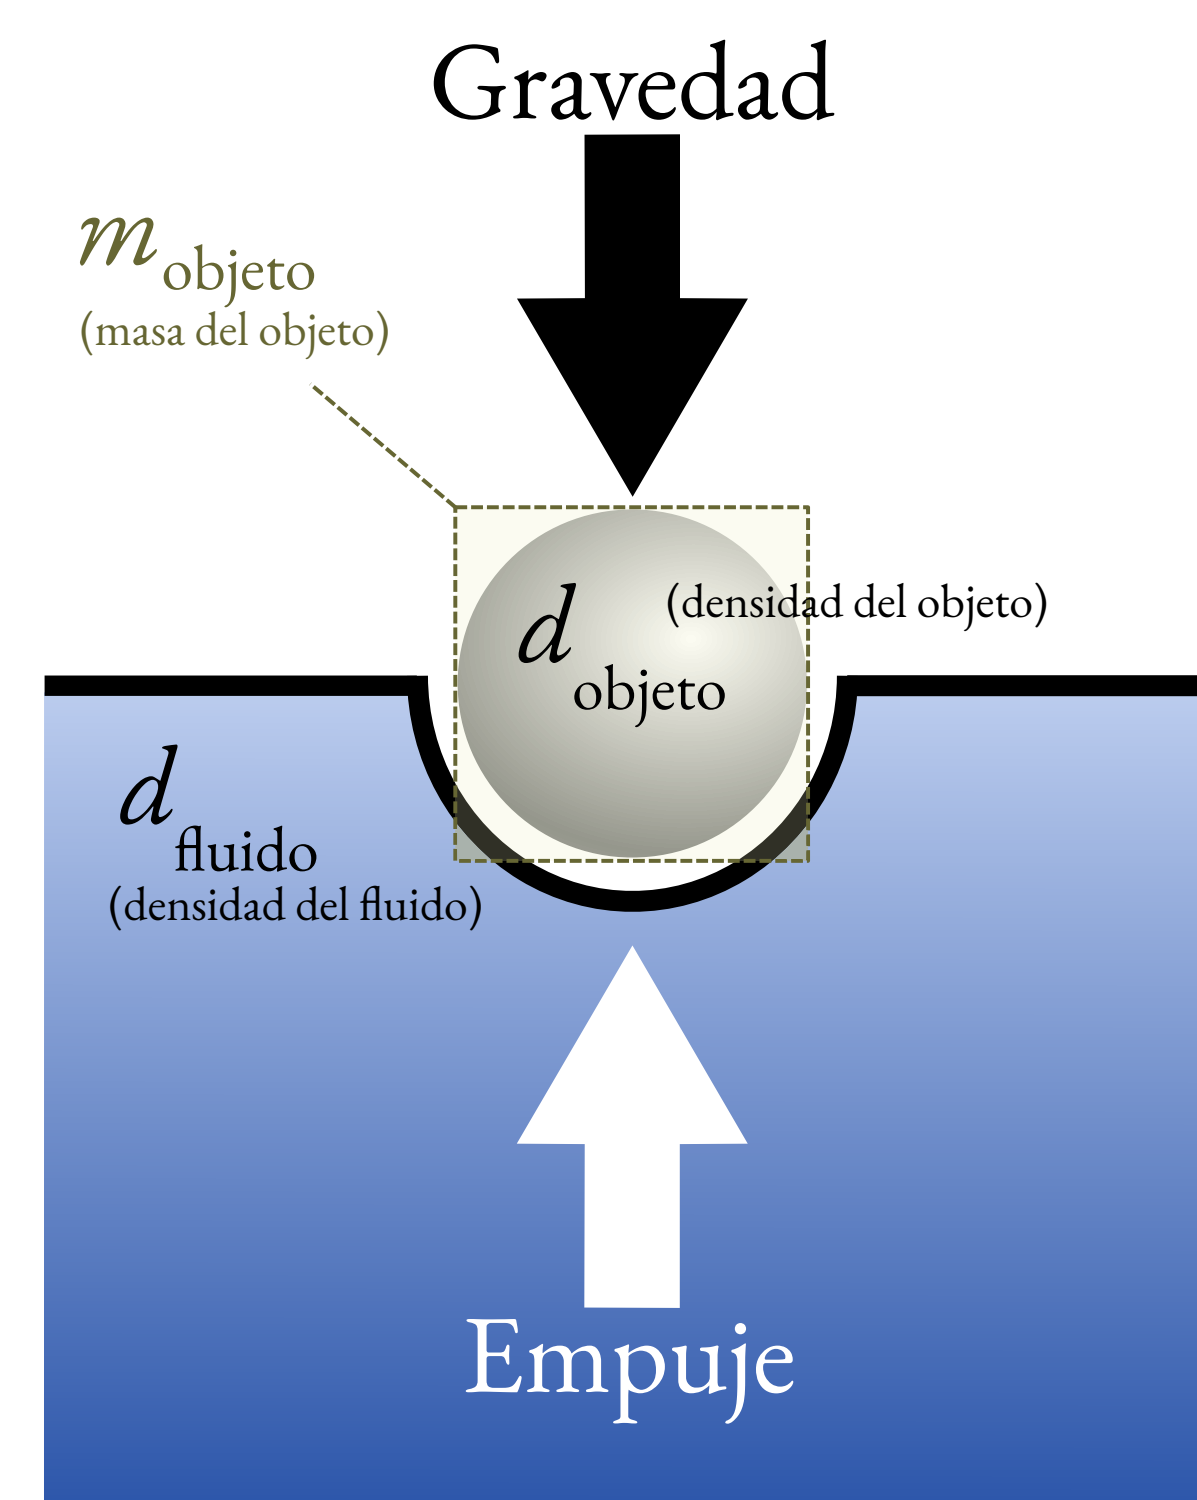 Gravedad
m objeto
(masa del objeto)
(densidad del objeto)
d objeto
d fluido
(densidad del fluido)
Empuje